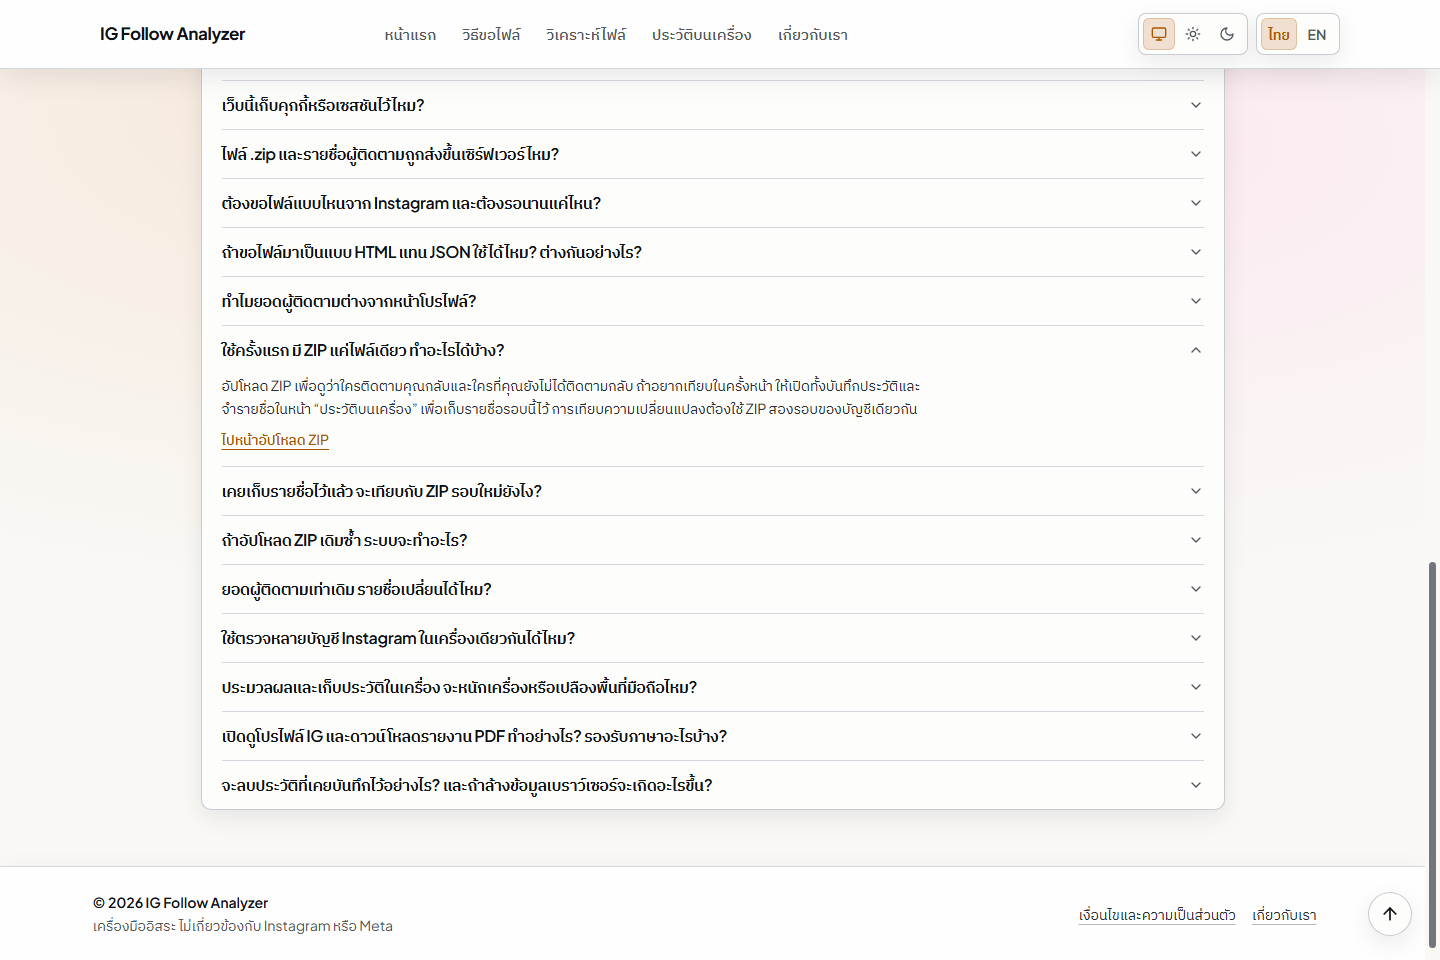 IG Follow Analyzer
หน้าแรก
วิธีขอไฟล์
วิเคราะห์ไฟล์
ประวัติบนเครื่อง
เกี่ยวกับเรา
ไทย
EN
เว็บนี้เก็บคุกกี้หรือเซสชันไว้ไหม?
ไฟล์ .zip และรายชื่อผู้ติดตามถูกส่งขึ้นเซิร์ฟเวอร์ไหม?
ต้องขอไฟล์แบบไหนจาก Instagram และต้องรอนานแค่ไหน?
ถ้าขอไฟล์มาเป็นแบบ HTML แทน JSON ใช้ได้ไหม? ต่างกันอย่างไร?
ทำไมยอดผู้ติดตามต่างจากหน้าโปรไฟล์?
ใช้ครั้งแรก มี ZIP แค่ไฟล์เดียว ทำอะไรได้บ้าง?
อัปโหลด ZIP เพื่อดูว่าใครติดตามคุณกลับและใครที่คุณยังไม่ได้ติดตามกลับ ถ้าอยากเทียบในครั้งหน้า ให้เปิดทั้งบันทึกประวัติและ
จำรายชื่อในหน้า “ประวัติบนเครื่อง” เพื่อเก็บรายชื่อรอบนี้ไว้ การเทียบความเปลี่ยนแปลงต้องใช้ ZIP สองรอบของบัญชีเดียวกัน
ไปหน้าอัปโหลด ZIP
เคยเก็บรายชื่อไว้แล้ว จะเทียบกับ ZIP รอบใหม่ยังไง?
ถ้าอัปโหลด ZIP เดิมซ้ำ ระบบจะทำอะไร?
ยอดผู้ติดตามเท่าเดิม รายชื่อเปลี่ยนได้ไหม?
ใช้ตรวจหลายบัญชี Instagram ในเครื่องเดียวกันได้ไหม?
ประมวลผลและเก็บประวัติในเครื่อง จะหนักเครื่องหรือเปลืองพื้นที่มือถือไหม?
เปิดดูโปรไฟล์ IG และดาวน์โหลดรายงาน PDF ทำอย่างไร? รองรับภาษาอะไรบ้าง?
จะลบประวัติที่เคยบันทึกไว้อย่างไร? และถ้าล้างข้อมูลเบราว์เซอร์จะเกิดอะไรขึ้น?
© 2026 IG Follow Analyzer
เครื่องมืออิสระ ไม่เกี่ยวข้องกับ Instagram หรือ Meta
เงื่อนไขและความเป็นส่วนตัว
เกี่ยวกับเรา